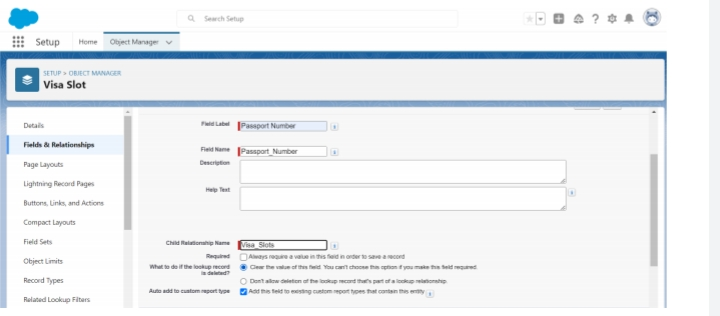 Search Setup
Setup Home Object Manager
SETUP > OBJECT MANAGER
Visa Slot
Details
Fields & Relationships
Page Layouts
Lightning Record Pages
Buttons, Links, and Actions
Compact Layouts
Field Sets
Object Limits
Record Types
Related Lookup Filters
Field Label Passport Number i
Field Name Passport_Number i
Description
Help Text i
Child Relationship Name Visa_Slots i
Required Always require a value in this field in order to save a record
What to do if the lookup record is deleted? Clear the value of this field. You can't choose this option if you make this field required.
Don't allow deletion of the lookup record that's part of a lookup relationship.
Auto add to custom report type Add this field to existing custom report types that contain this entity i